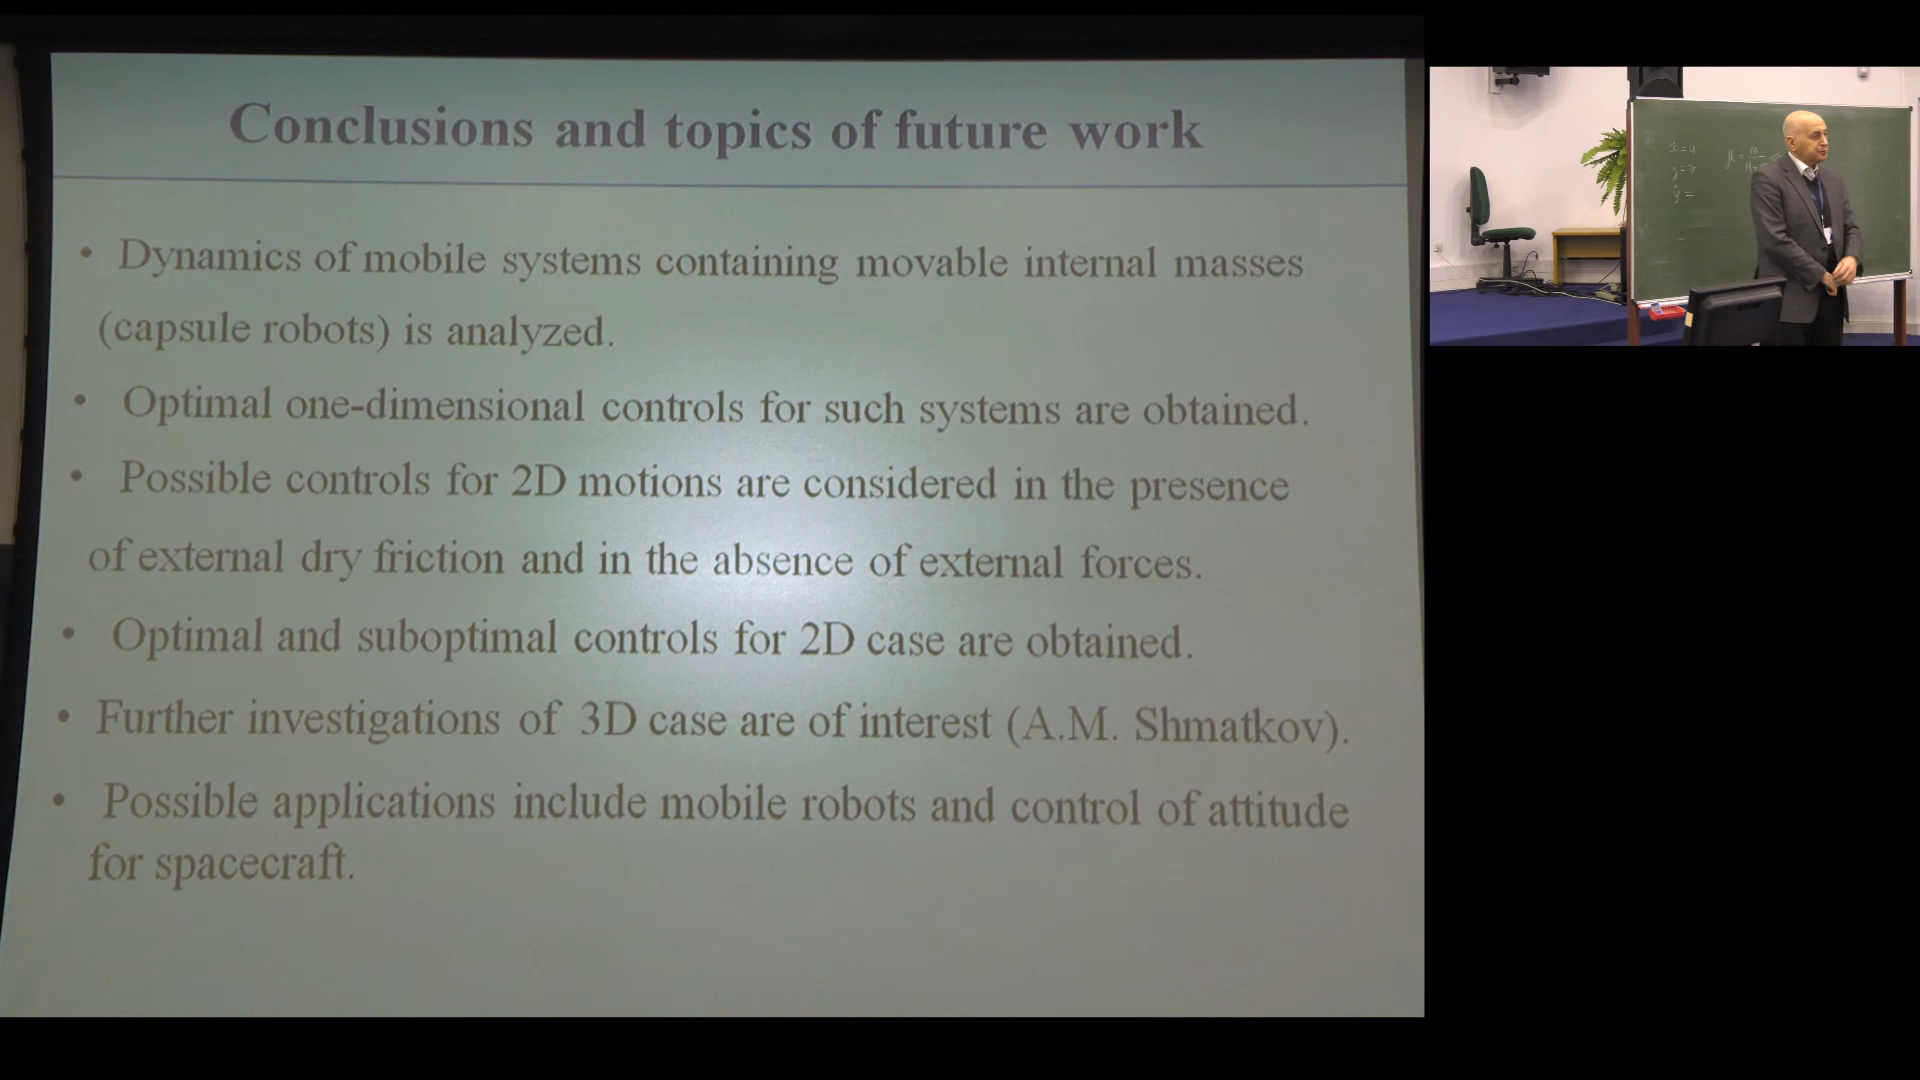 Conclusions and topics of future work
• Dynamics of mobile systems containing movable internal masses
(capsule robots) is analyzed.
• Optimal one-dimensional controls for such systems are obtained.
• Possible controls for 2D motions are considered in the presence
of external dry friction and in the absence of external forces.
• Optimal and suboptimal controls for 2D case are obtained.
• Further investigations of 3D case are of interest (A.M. Shmatkov).
• Possible applications include mobile robots and control of attitude
for spacecraft.